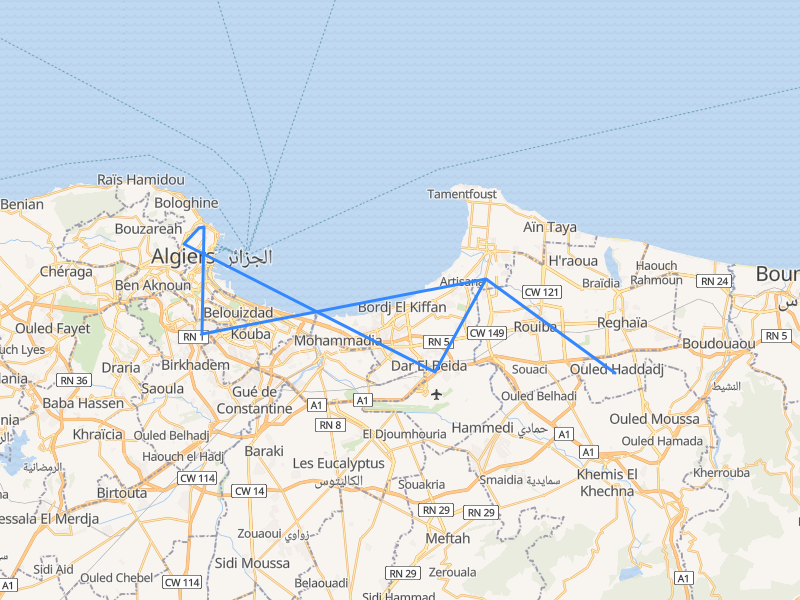 Raïs Hamidou
Tamentfoust
Benian
Bologhine
Bouzareah
Aïn Taya
Algiers الجزائر
H'raoua
Haouch
Rahmoun
Chéraga
Artisana
Braïdia
RN 24
Ben Aknoun
CW 121
Bordj El Kiffan
Belouizdad
Ouled Fayet
Rouiba
Reghaïa
RN 1
Kouba
CW 149
RN 5
RN 5
Mohammadia
Boudouaou
Draria
Birkhadem
Dar El Beida
Souaci
Ouled Haddadj
RN 36
Saoula
Gué de
Constantine
Ouled Belhadi
النشيط
Baba Hassen
A1
A1
Ouled Moussa
RN 8
Khraïcia
Ouled Belhadj
El Djoumhouria
Hammedi حمادي
A1
Ouled Hamada
Haouch el Hadj
Baraki
A1
Les Eucalyptus
الكاليتوس
الرمضانية
CW 114
Souakria
Smaidia سمايدية
Khemis El
Khechna
Kherrouba
Birtouta
CW 14
RN 29
RN 29
essala El Merdja
Zouaoui زواوي
Meftah
Sidi Moussa
Sidi Aid
Ouled Chebel
RN 29
Zerouala
A1
CW 114
Belaouadi
A1
Sidi Hammad